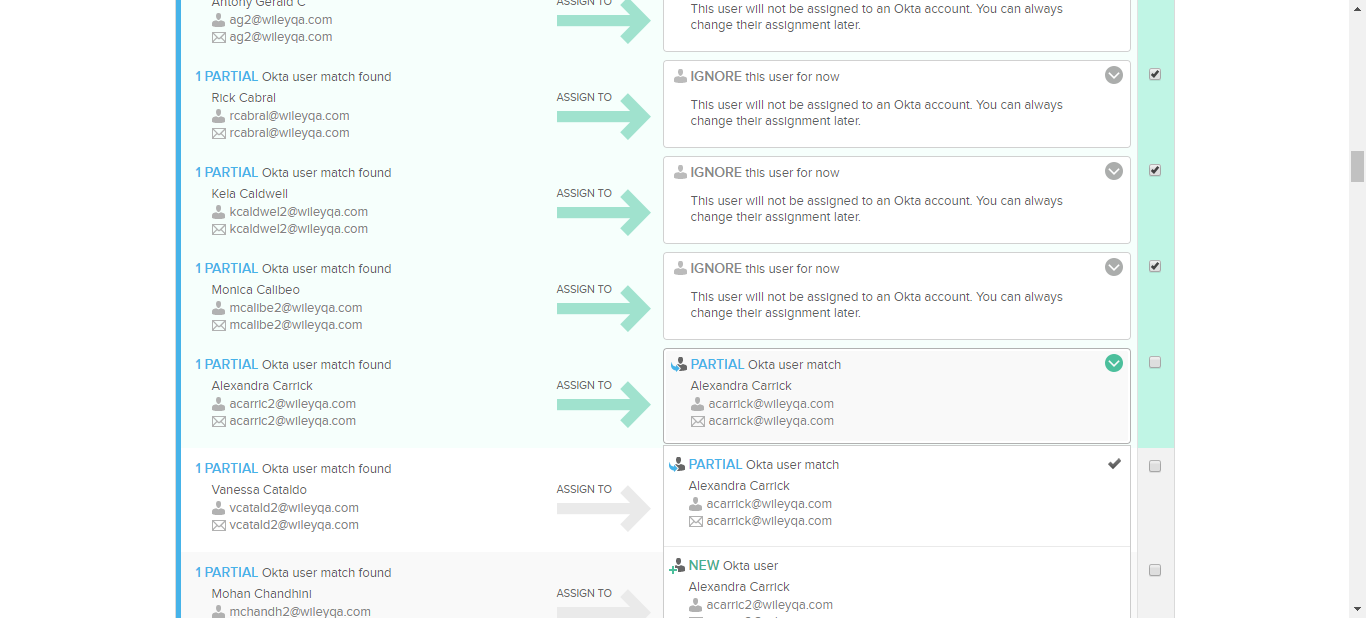 Antony Gerald C
ag2@wileyqa.com
ag2@wileyqa.com
ASSIGN TO
This user will not be assigned to an Okta account. You can always
change their assignment later.
1 PARTIAL Okta user match found
Rick Cabral
rcabral@wileyqa.com
rcabral@wileyqa.com
ASSIGN TO
IGNORE this user for now
This user will not be assigned to an Okta account. You can always
change their assignment later.
1 PARTIAL Okta user match found
Kela Caldwell
kcaldwel2@wileyqa.com
kcaldwel2@wileyqa.com
ASSIGN TO
IGNORE this user for now
This user will not be assigned to an Okta account. You can always
change their assignment later.
1 PARTIAL Okta user match found
Monica Calibeo
mcalibe2@wileyqa.com
mcalibe2@wileyqa.com
ASSIGN TO
IGNORE this user for now
This user will not be assigned to an Okta account. You can always
change their assignment later.
1 PARTIAL Okta user match found
Alexandra Carrick
acarric2@wileyqa.com
acarric2@wileyqa.com
ASSIGN TO
PARTIAL Okta user match
Alexandra Carrick
acarrick@wileyqa.com
acarrick@wileyqa.com
1 PARTIAL Okta user match found
Vanessa Cataldo
vcatald2@wileyqa.com
vcatald2@wileyqa.com
ASSIGN TO
PARTIAL Okta user match
Alexandra Carrick
acarrick@wileyqa.com
acarrick@wileyqa.com
1 PARTIAL Okta user match found
Mohan Chandhini
mchandh2@wileyqa.com
ASSIGN TO
NEW Okta user
Alexandra Carrick
acarric2@wileyqa.com